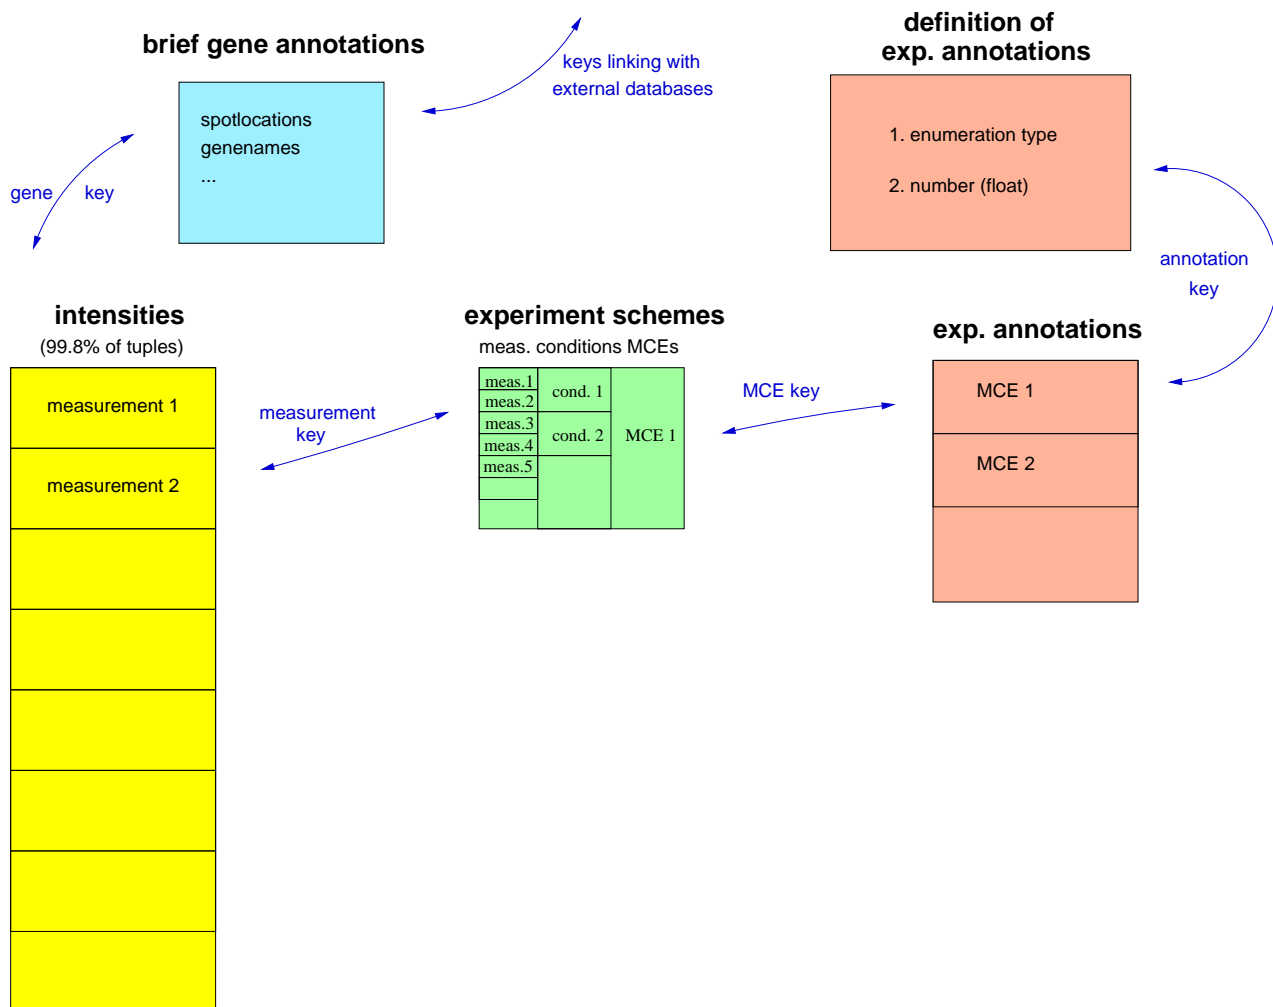 brief gene annotations
keys linking with
external databases
definition of
exp. annotations
spotlocations
genenames
...
1. enumeration type
2. number (float)
gene key
annotation
key
intensities
(99.8% of tuples)
experiment schemes
meas. conditions MCEs
exp. annotations
measurement 1
measurement 2
measurement
key
meas.1
meas.2
meas.3
meas.4
meas.5
cond. 1
cond. 2
MCE 1
MCE key
MCE 1
MCE 2